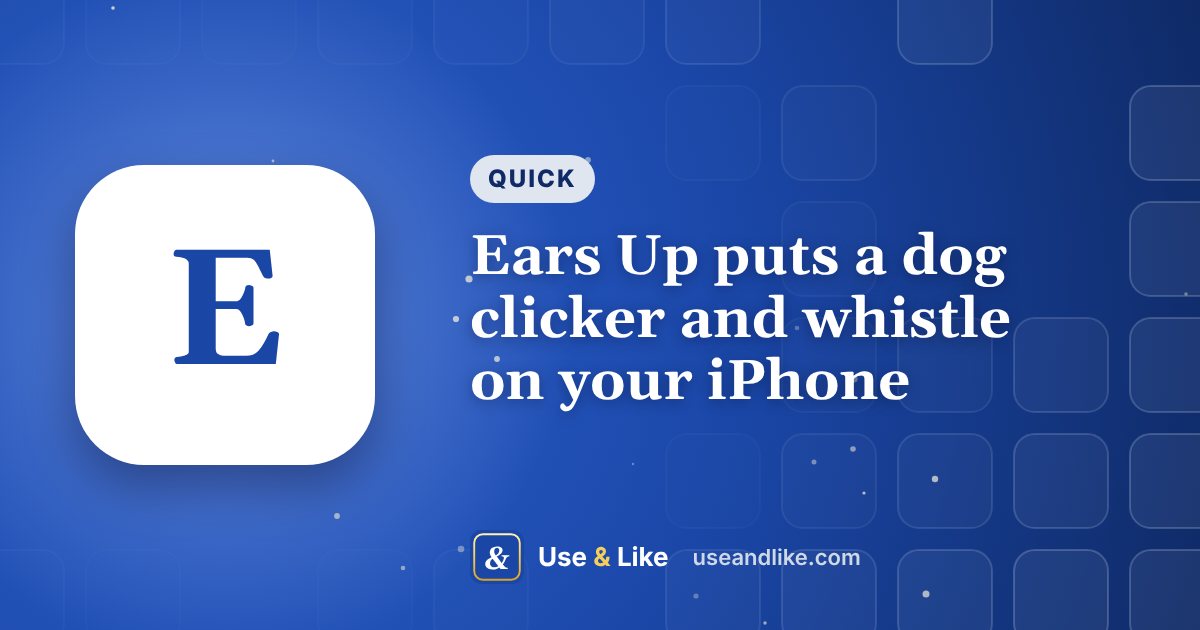 E
QUICK
Ears Up puts a dog
clicker and whistle
on your iPhone
& Use & Like useandlike.com